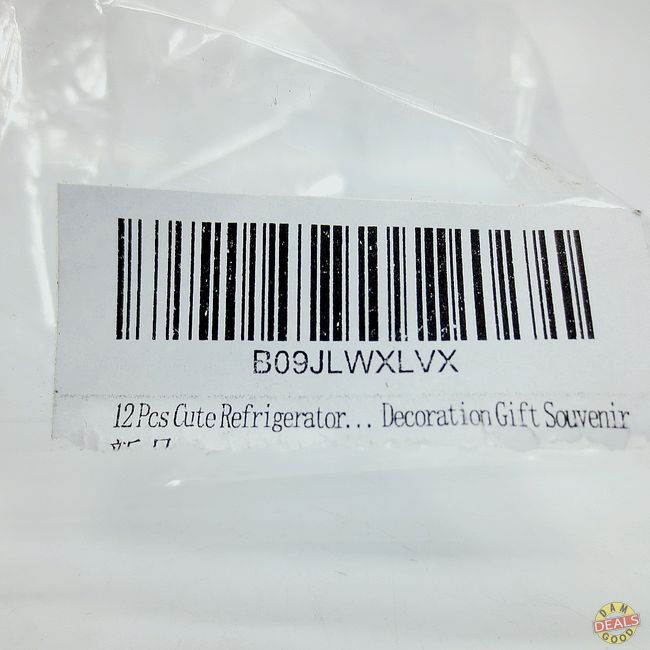 B09JLWXLVX
12 Pcs Cute Refrigerator... Decoration Gift Souvenir
DAM
DEALS
GOOD